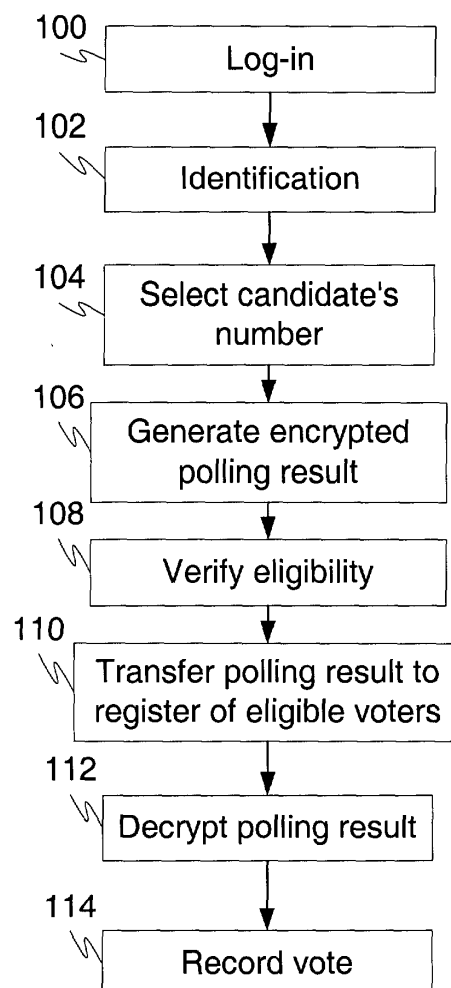 100
Log-in
102
Identification
104
Select candidate's
number
106
Generate encrypted
polling result
108
Verify eligibility
110
Transfer polling result to
register of eligible voters
112
Decrypt polling result
114
Record vote